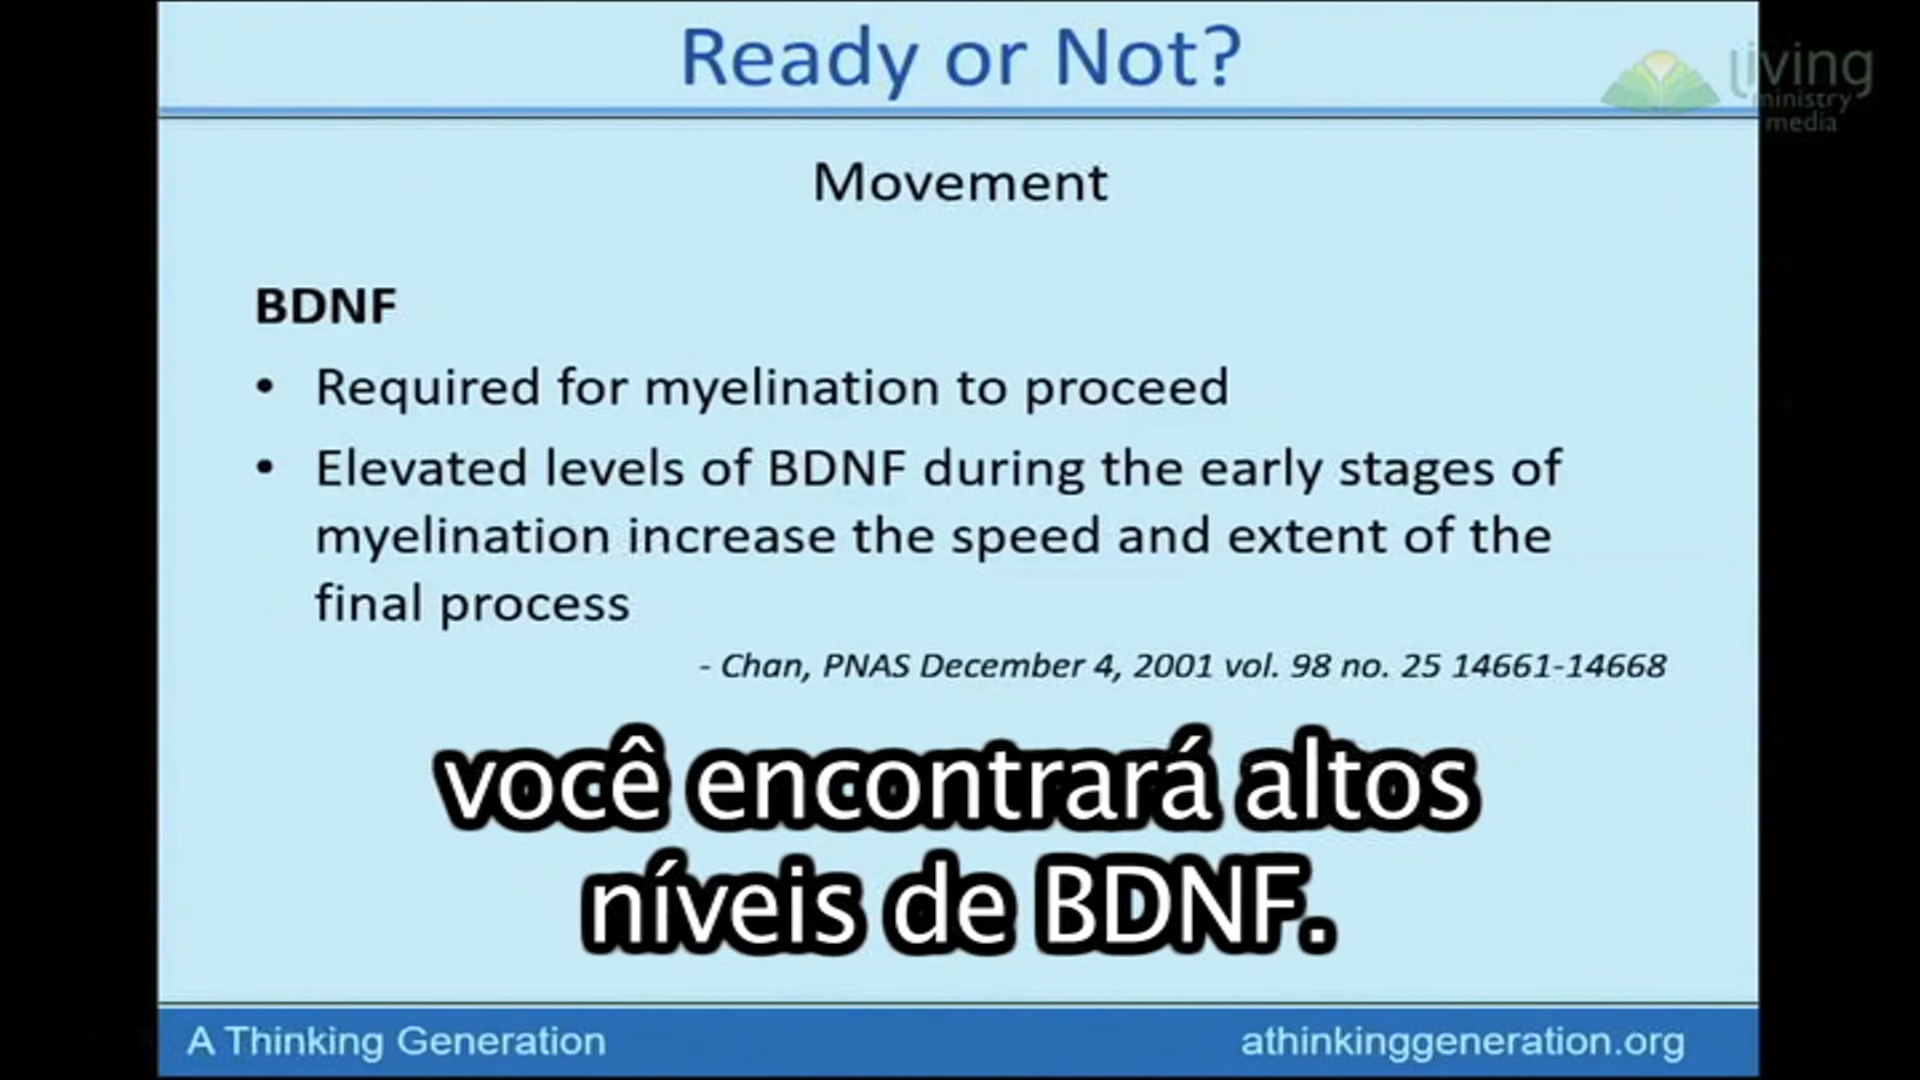 Ready or Not?
living
ministry
media
Movement
BDNF
• Required for myelination to proceed
• Elevated levels of BDNF during the early stages of
myelination increase the speed and extent of the
final process
- Chan, PNAS December 4, 2001 vol. 98 no. 25 14661-14668
você encontrará altos
níveis de BDNF.
A Thinking Generation
athinkinggeneration.org